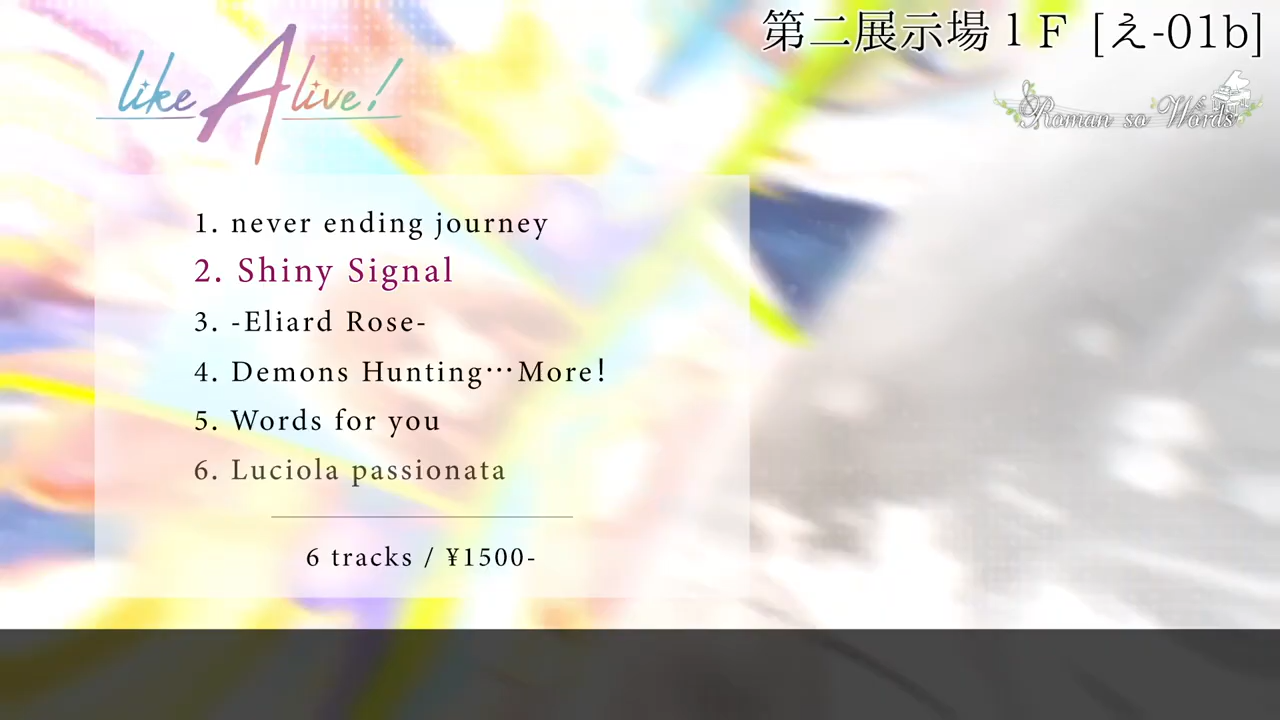 第二展示場１Ｆ [え-01b]
like Alive!
Roman so Words
1. never ending journey
2. Shiny Signal
3. -Eliard Rose-
4. Demons Hunting…More!
5. Words for you
6. Luciola passionata
6 tracks / ¥1500-